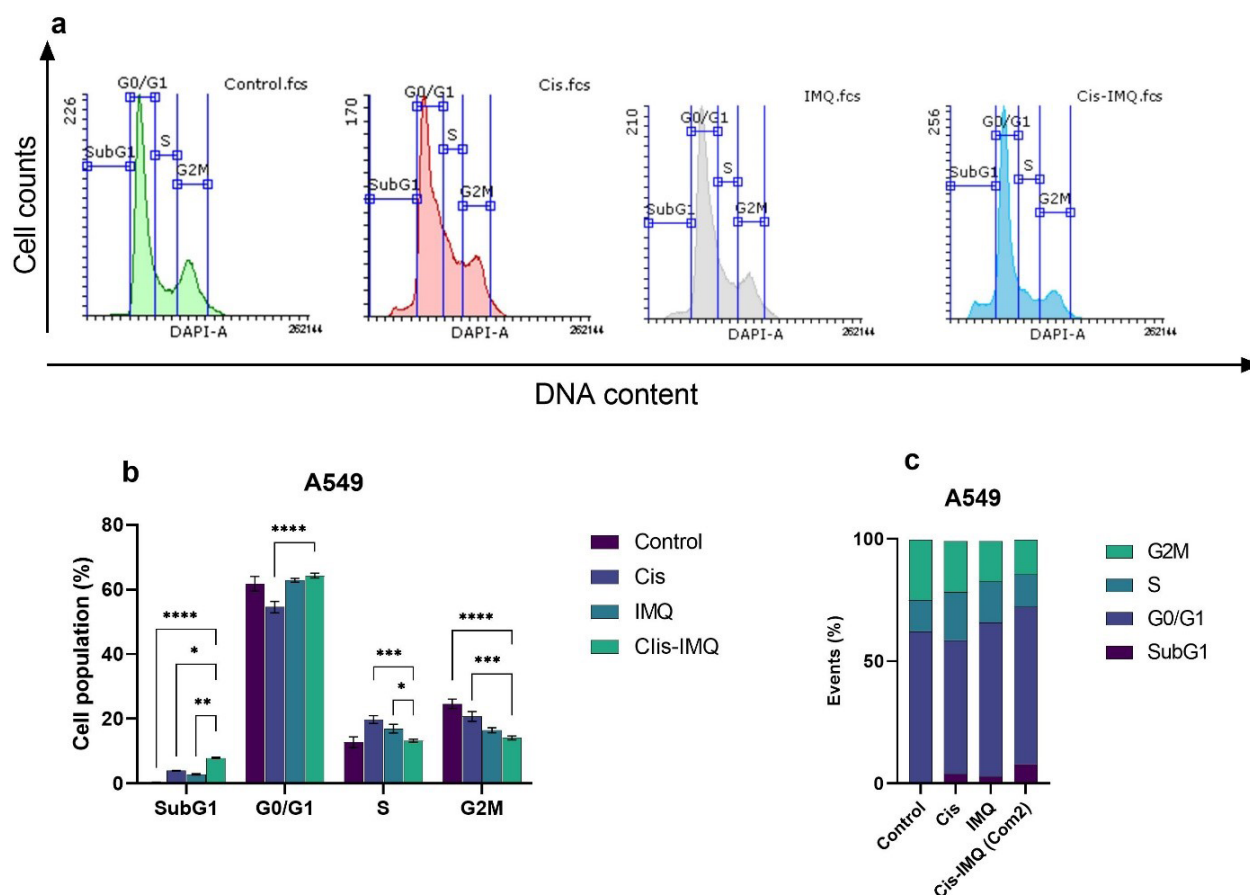 a
Cell counts
226
G0/G1
Control.fcs
SubG1
S
G2M
DAPI-A
262144
170
G0/G1
Cis.fcs
SubG1
S
G2M
DAPI-A
262144
210
G0/G1
IMQ.fcs
SubG1
S
G2M
DAPI-A
262144
256
G0/G1
Cis-IMQ.fcs
SubG1
S
G2M
DAPI-A
262144
DNA content
b
A549
Cell population (%)
80
60
40
20
0
****
*
**
****
***
*
****
***
SubG1
G0/G1
S
G2M
Control
Cis
IMQ
Clis-IMQ
c
A549
Events (%)
100
50
0
Control
Cis
IMQ
Cis-IMQ (Com2)
G2M
S
G0/G1
SubG1